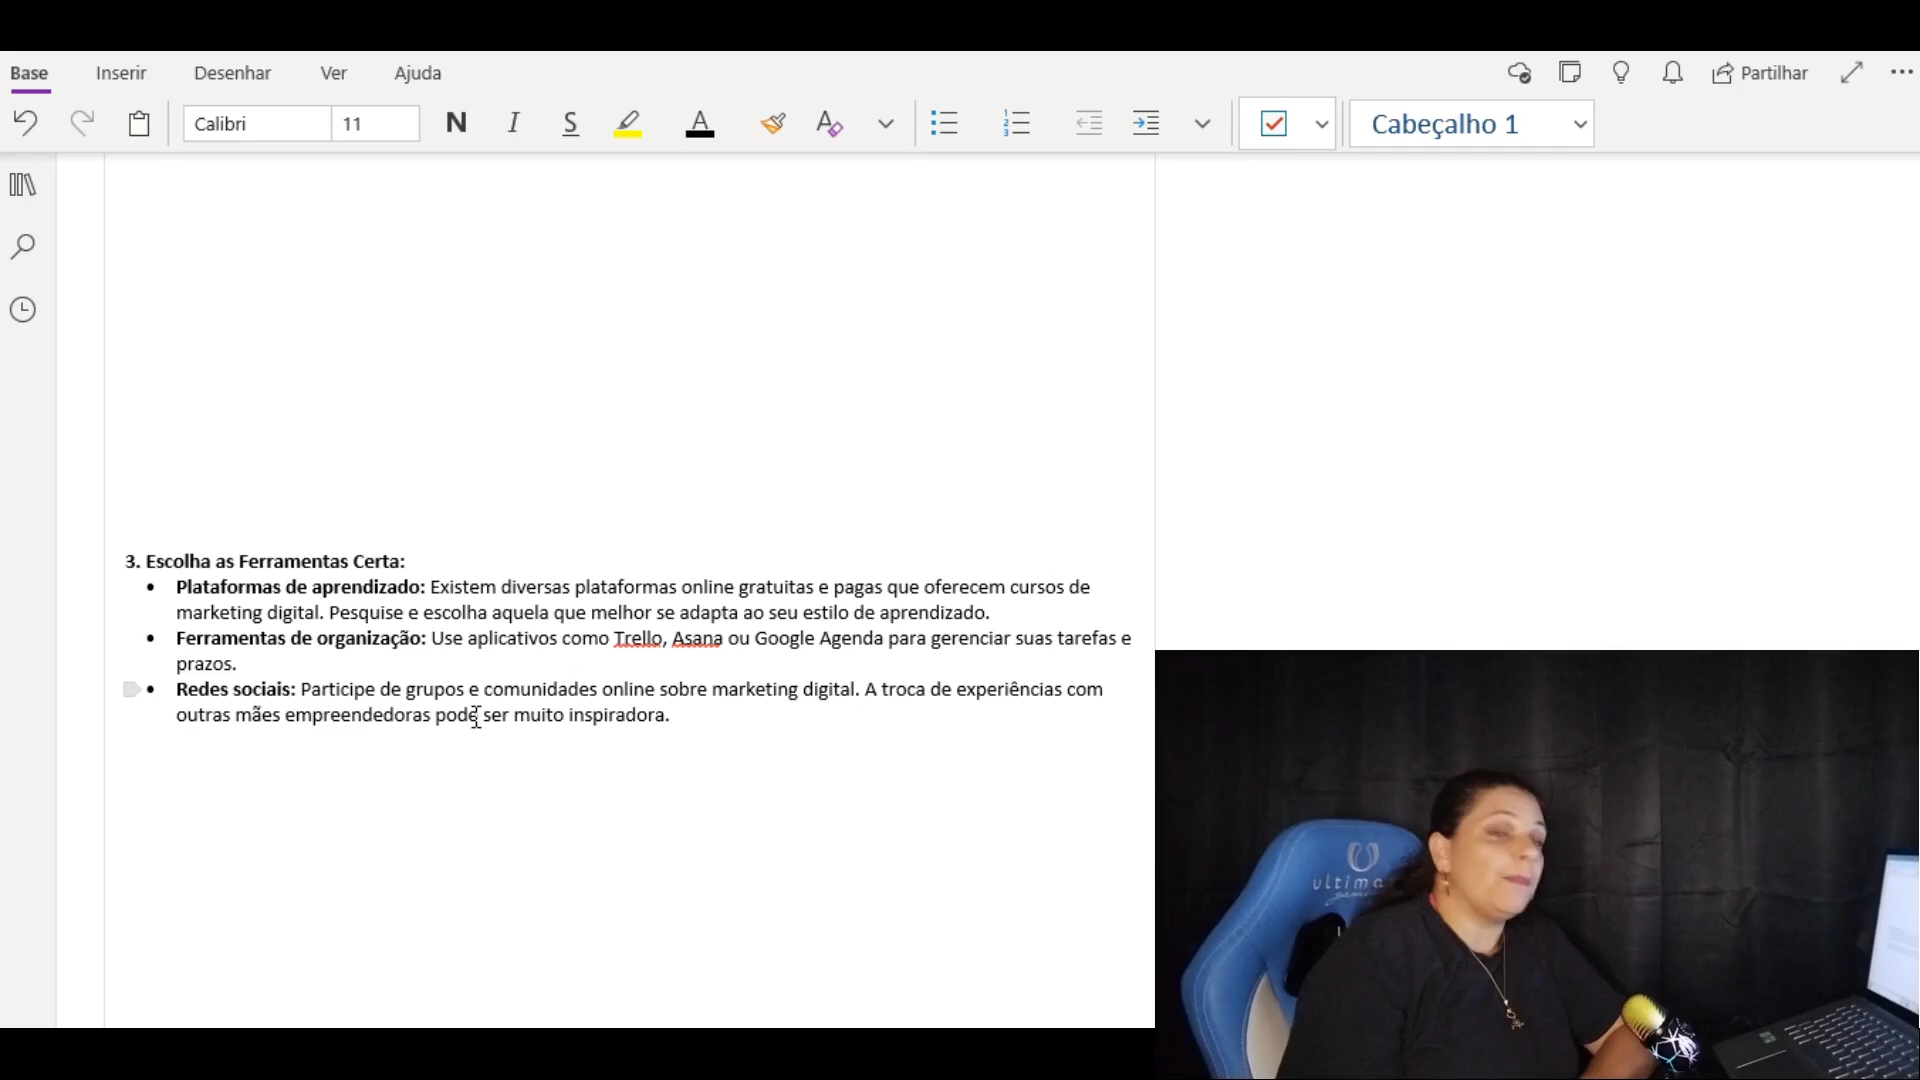 Base Inserir Desenhar Ver Ajuda Partilhar
Calibri 11 N I S A A Cabeçalho 1
3. Escolha as Ferramentas Certa:
• Plataformas de aprendizado: Existem diversas plataformas online gratuitas e pagas que oferecem cursos de
marketing digital. Pesquise e escolha aquela que melhor se adapta ao seu estilo de aprendizado.
• Ferramentas de organização: Use aplicativos como Trello, Asana ou Google Agenda para gerenciar suas tarefas e
prazos.
• Redes sociais: Participe de grupos e comunidades online sobre marketing digital. A troca de experiências com
outras mães empreendedoras pode ser muito inspiradora.